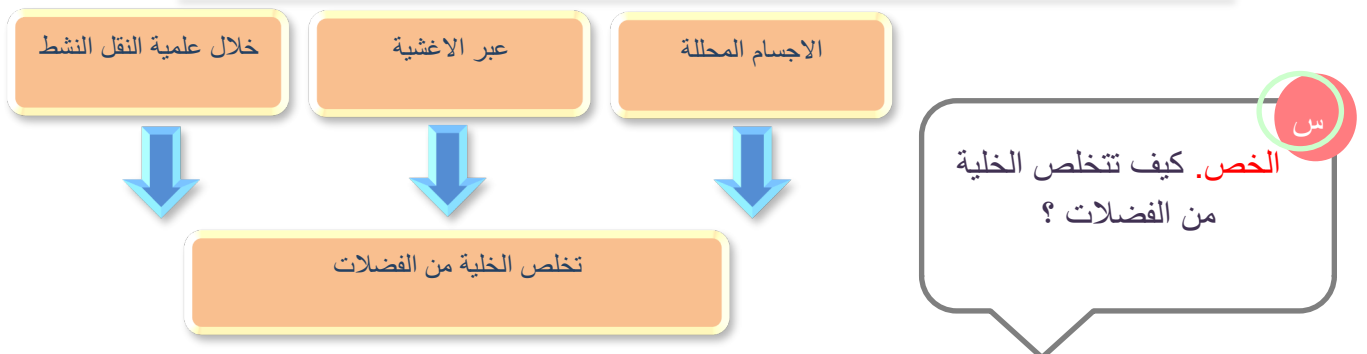 س
الخص. كيف تتخلص الخلية
من الفضلات ؟
الاجسام المحللة
عبر الاغشية
خلال علمية النقل النشط
تخلص الخلية من الفضلات